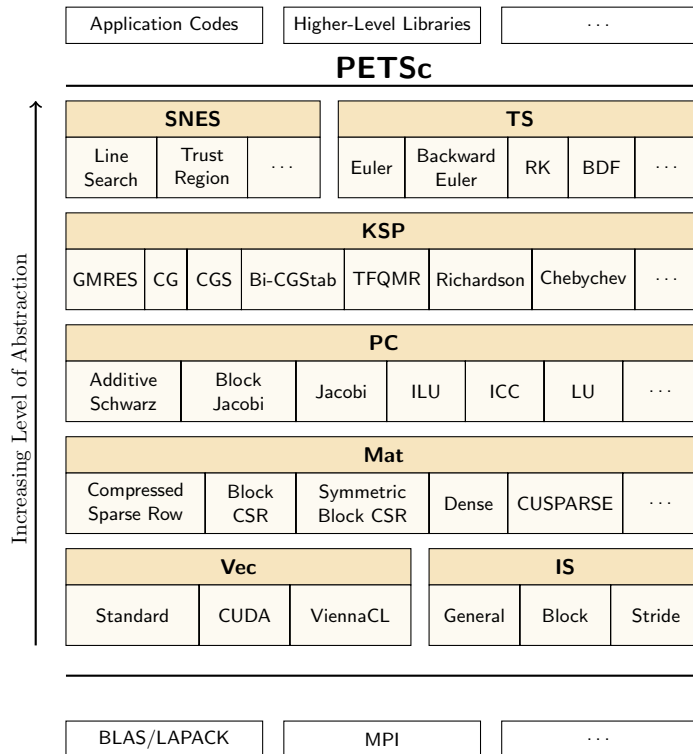 Application Codes
Higher-Level Libraries
...
PETSc
Increasing Level of Abstraction
SNES
Line
Search
Trust
Region
...
TS
Euler
Backward
Euler
RK
BDF
...
KSP
GMRES
CG
CGS
Bi-CGStab
TFQMR
Richardson
Chebychev
...
PC
Additive
Schwarz
Block
Jacobi
Jacobi
ILU
ICC
LU
...
Mat
Compressed
Sparse Row
Block
CSR
Symmetric
Block CSR
Dense
CUSPARSE
...
Vec
Standard
CUDA
ViennaCL
IS
General
Block
Stride
BLAS/LAPACK
MPI
...